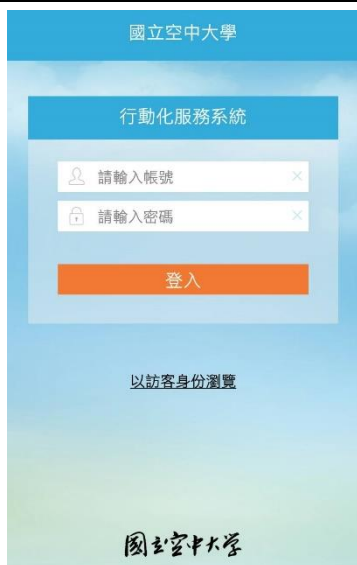 國立空中大學
行動化服務系統
請輸入帳號
請輸入密碼
登入
以訪客身份瀏覽
國立空中大学